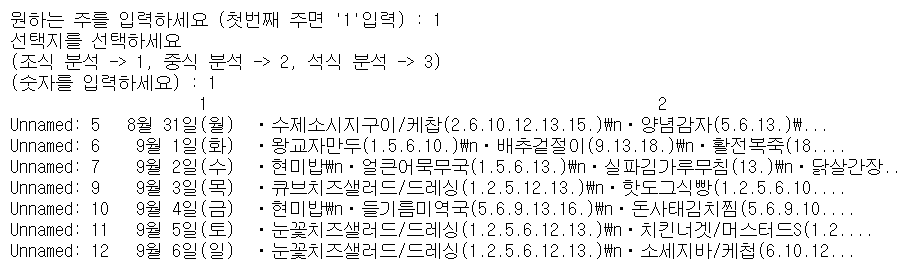 원하는 주를 입력하세요 (첫번째 주면 '1'입력) : 1
선택지를 선택하세요
(조식 분석 -> 1, 중식 분석 -> 2, 석식 분석 -> 3)
(숫자를 입력하세요) : 1
1 2
Unnamed: 5 8월 31일(월) ・수제소시지구이/케찹(2.6.10.12.13.15.)₩n・양념감자(5.6.13.)₩...
Unnamed: 6 9월 1일(화) ・왕교자만두(1.5.6.10.)₩n・배추겉절이(9.13.18.)₩n・활전복죽(18....
Unnamed: 7 9월 2일(수) ・현미밥₩n・얼큰어묵무국(1.5.6.13.)₩n・실파김가루무침(13.)₩n・닭살간장..
Unnamed: 9 9월 3일(목) ・큐브치즈샐러드/드레싱(1.2.5.12.13.)₩n・핫도그식빵(1.2.5.6.10....
Unnamed: 10 9월 4일(금) ・현미밥₩n・들기름미역국(5.6.9.13.16.)₩n・돈사태김치찜(5.6.9.10....
Unnamed: 11 9월 5일(토) ・눈꽃치즈샐러드/드레싱(1.2.5.6.12.13.)₩n・치킨너겟/머스터드S(1.2....
Unnamed: 12 9월 6일(일) ・눈꽃치즈샐러드/드레싱(1.2.5.6.12.13.)₩n・소세지바/케첩(6.10.12...